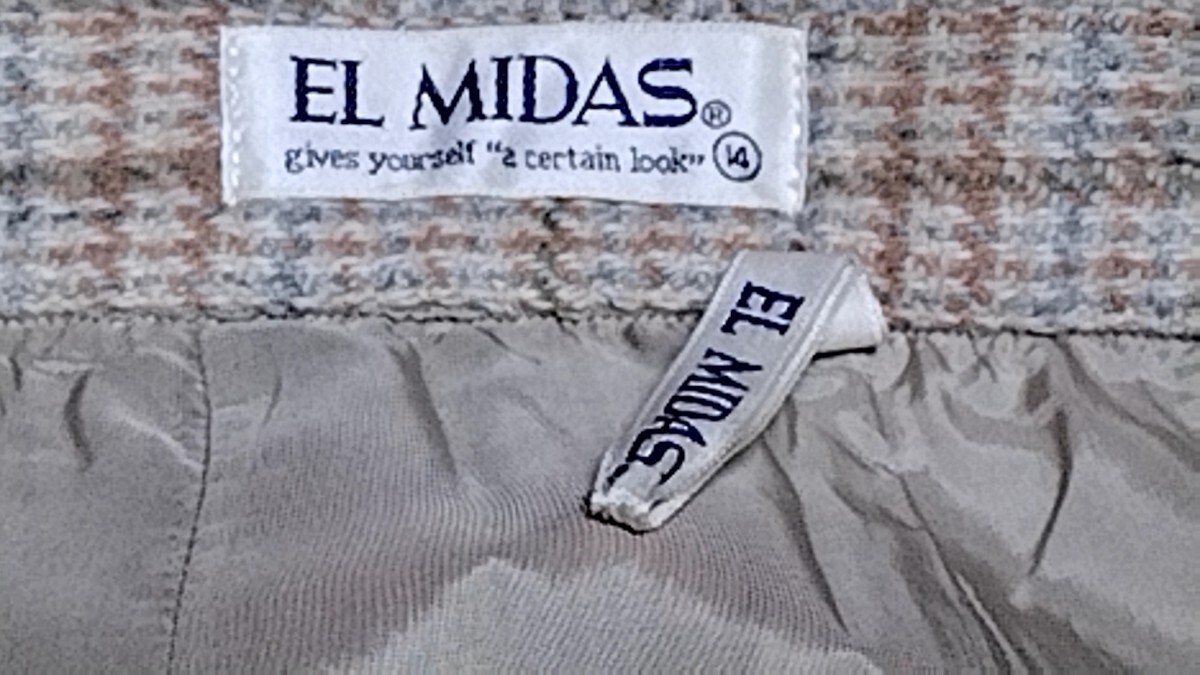 EL MIDAS®
gives yourself “a certain look” 14
EL MIDAS